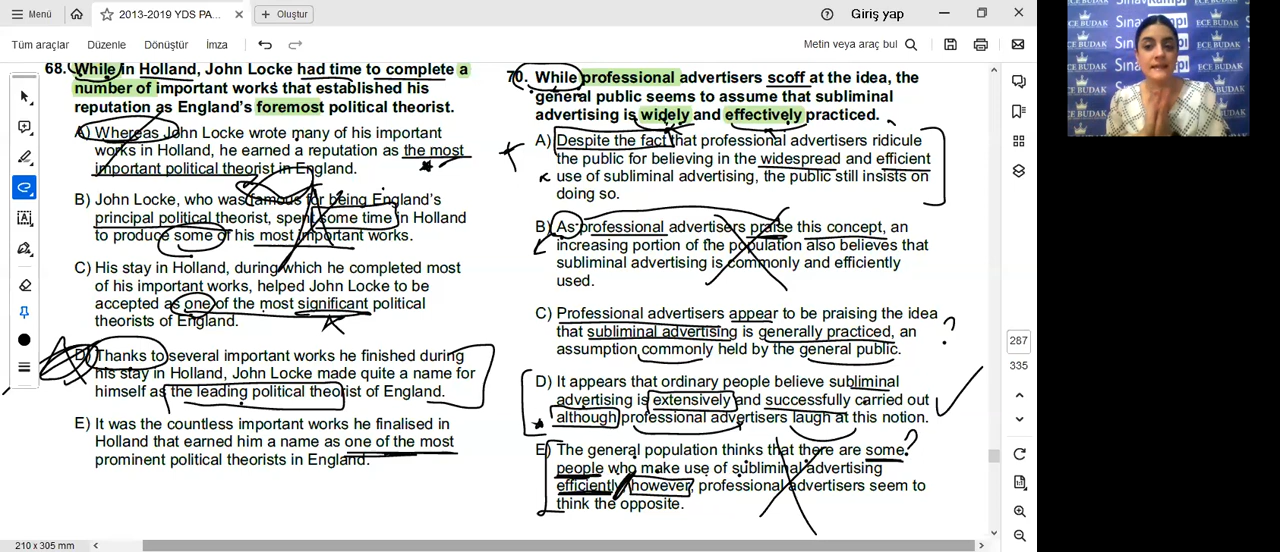 Menü
2013-2019 YDS PA...
Oluştur
Giriş yap
Tüm araçlar
Düzenle
Dönüştür
İmza
Metin veya araç bul
68. While in Holland, John Locke had time to complete a
number of important works that established his
reputation as England's foremost political theorist.
A) Whereas John Locke wrote many of his important
works in Holland, he earned a reputation as the most
important political theorist in England.
B) John Locke, who was famous for being England's
principal political theorist, spent some time in Holland
to produce some of his most important works.
C) His stay in Holland, during which he completed most
of his important works, helped John Locke to be
accepted as one of the most significant political
theorists of England.
D) Thanks to several important works he finished during
his stay in Holland, John Locke made quite a name for
himself as the leading political theorist of England.
E) It was the countless important works he finalised in
Holland that earned him a name as one of the most
prominent political theorists in England.
70. While professional advertisers scoff at the idea, the
general public seems to assume that subliminal
advertising is widely and effectively practiced.
A) Despite the fact that professional advertisers ridicule
the public for believing in the widespread and efficient
use of subliminal advertising, the public still insists on
doing so.
B) As professional advertisers praise this concept, an
increasing portion of the population also believes that
subliminal advertising is commonly and efficiently
used.
C) Professional advertisers appear to be praising the idea
that subliminal advertising is generally practiced, an
assumption commonly held by the general public.
D) It appears that ordinary people believe subliminal
advertising is extensively and successfully carried out
although professional advertisers laugh at this notion.
E) The general population thinks that there are some
people who make use of subliminal advertising
efficiently, however, professional advertisers seem to
think the opposite.
287
335
210 x 305 mm
SınavKampı
ECE BUDAK